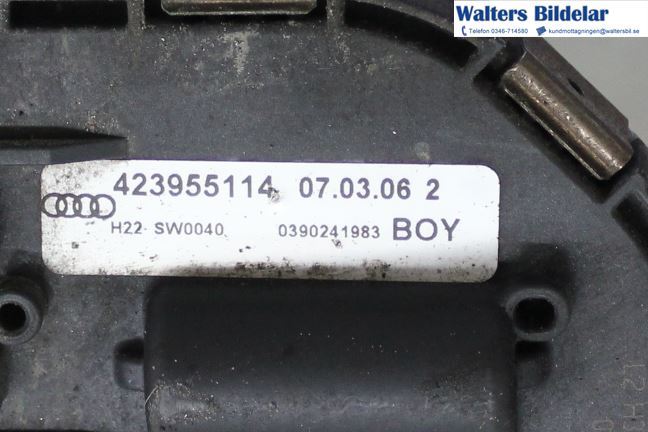 Walters Bildelar
Telefon 0346-714580 kundmottagningen@waltersbil.se
423955114 07.03.06 2
H22 SW0040 0390241983 BOY